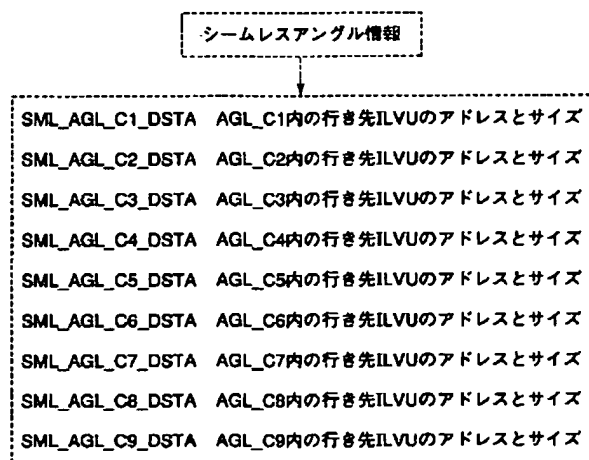 シームレスアングル情報
SML_AGL_C1_DSTA AGL_C1内の行き先ILVUのアドレスとサイズ
SML_AGL_C2_DSTA AGL_C2内の行き先ILVUのアドレスとサイズ
SML_AGL_C3_DSTA AGL_C3内の行き先ILVUのアドレスとサイズ
SML_AGL_C4_DSTA AGL_C4内の行き先ILVUのアドレスとサイズ
SML_AGL_C5_DSTA AGL_C5内の行き先ILVUのアドレスとサイズ
SML_AGL_C6_DSTA AGL_C6内の行き先ILVUのアドレスとサイズ
SML_AGL_C7_DSTA AGL_C7内の行き先ILVUのアドレスとサイズ
SML_AGL_C8_DSTA AGL_C8内の行き先ILVUのアドレスとサイズ
SML_AGL_C9_DSTA AGL_C9内の行き先ILVUのアドレスとサイズ